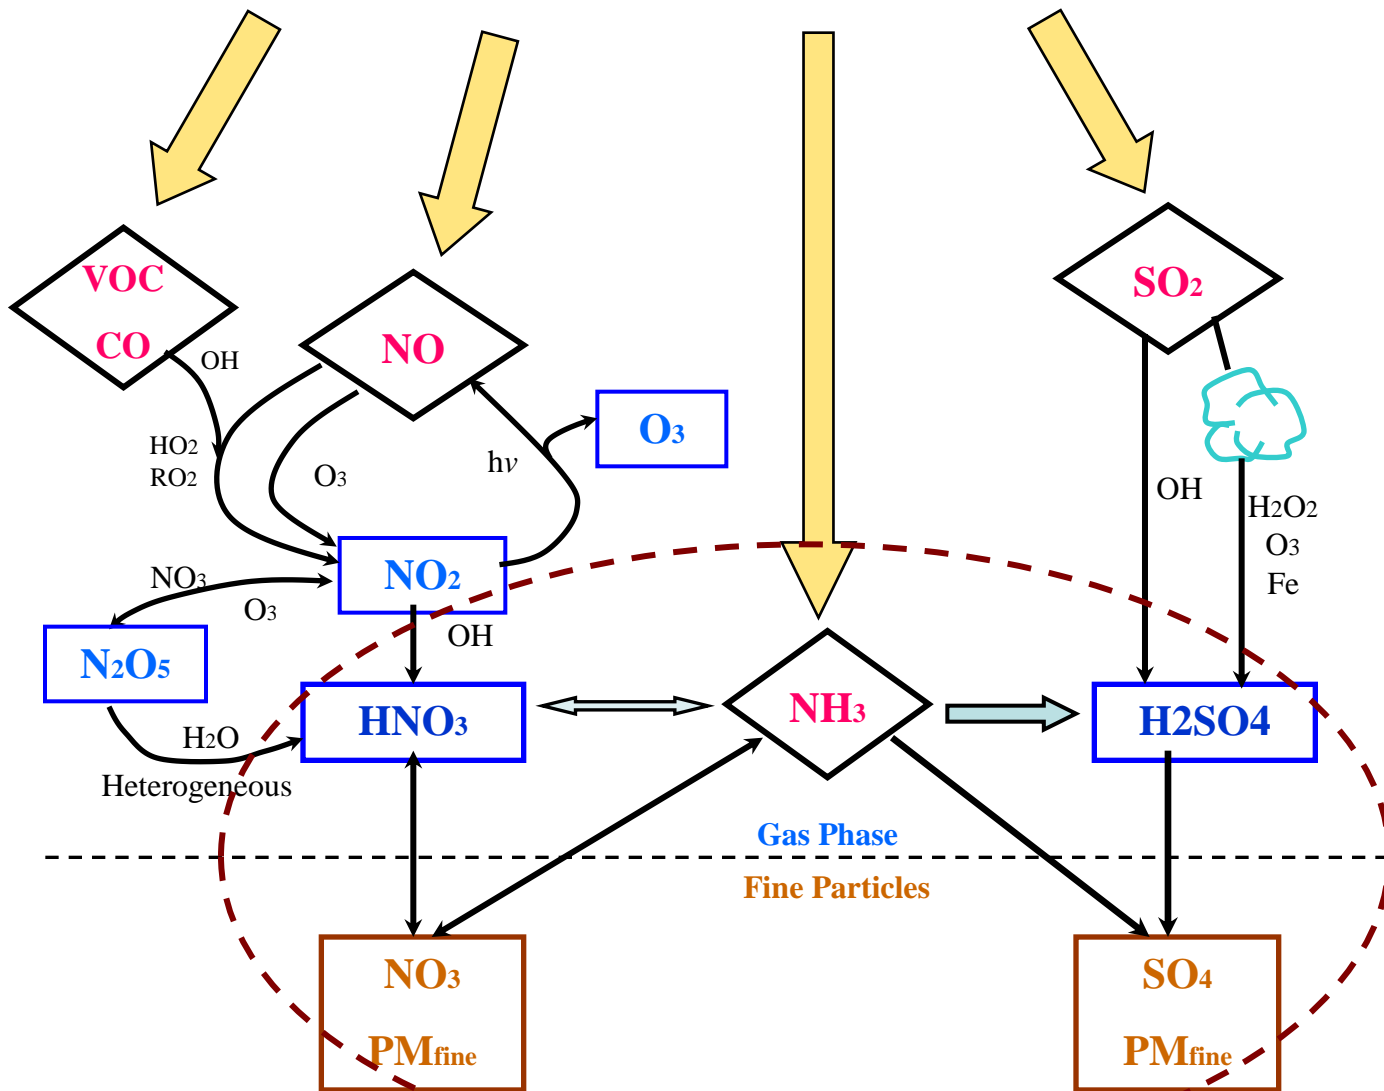 VOC
CO
OH
HO2
RO2
NO
O3
hν
O3
SO2
OH
H2O2
O3
Fe
NO2
NO3
O3
OH
N2O5
H2O
Heterogeneous
HNO3
NH3
H2SO4
Gas Phase
Fine Particles
NO3
PMfine
SO4
PMfine